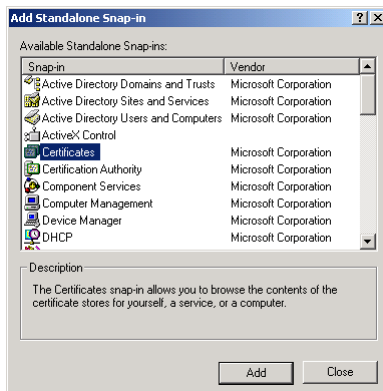 Add Standalone Snap-in
Available Standalone Snap-ins:
Snap-in Vendor
Active Directory Domains and Trusts Microsoft Corporation
Active Directory Sites and Services Microsoft Corporation
Active Directory Users and Computers Microsoft Corporation
ActiveX Control
Certificates Microsoft Corporation
Certification Authority Microsoft Corporation
Component Services Microsoft Corporation
Computer Management Microsoft Corporation
Device Manager Microsoft Corporation
DHCP Microsoft Corporation
Description
The Certificates snap-in allows you to browse the contents of the
certificate stores for yourself, a service, or a computer.
Add Close